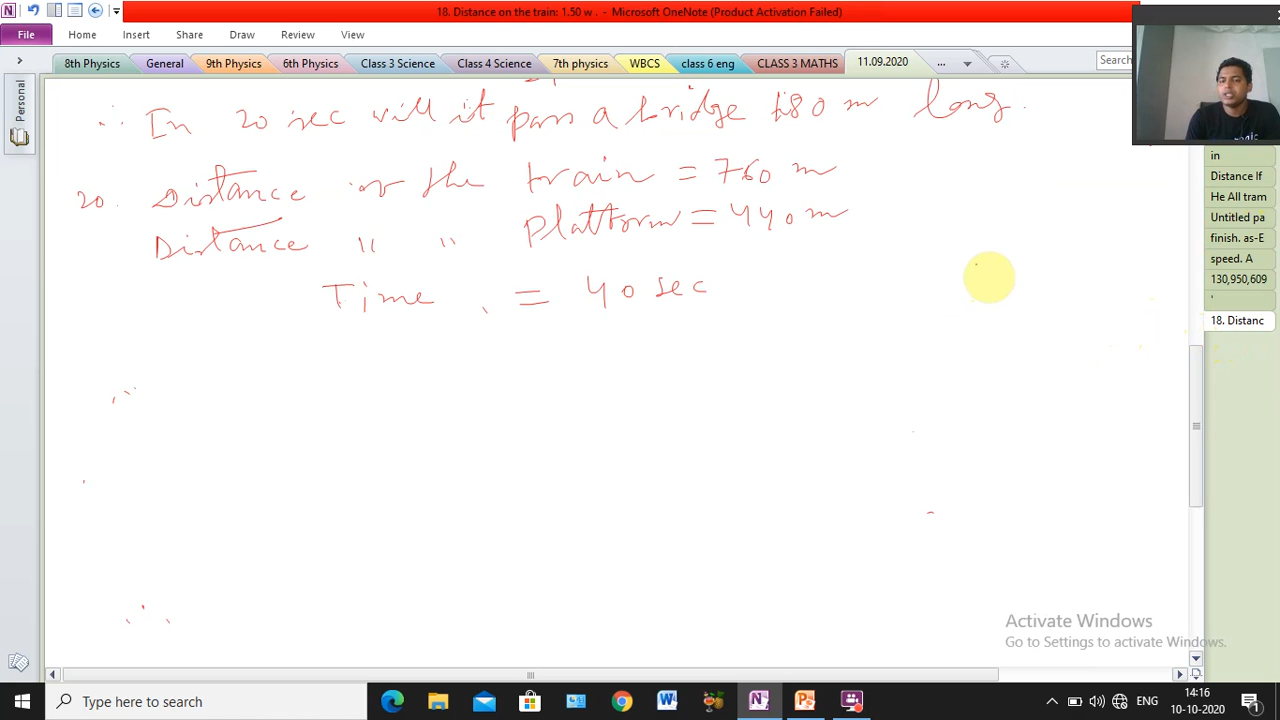 18. Distance on the train: 1.50 w . - Microsoft OneNote (Product Activation Failed)
File Home Insert Share Draw Review View
8th Physics General 9th Physics 6th Physics Class 3 Science Class 4 Science 7th physics WBCS class 6 eng CLASS 3 MATHS 11.09.2020 ... Search
Personal
∴ In 20 sec will it pass a bridge 180 m long.
20. Distance of the train = 760 m
Distance " " Platform = 440 m
Time = 40 sec
∴
∴
in
Distance If
He All tram
Untitled pa
finish. as-E
speed. A
130,950,609
'
18. Distanc
Activate Windows
Go to Settings to activate Windows.
Type here to search
ENG
14:16
10-10-2020